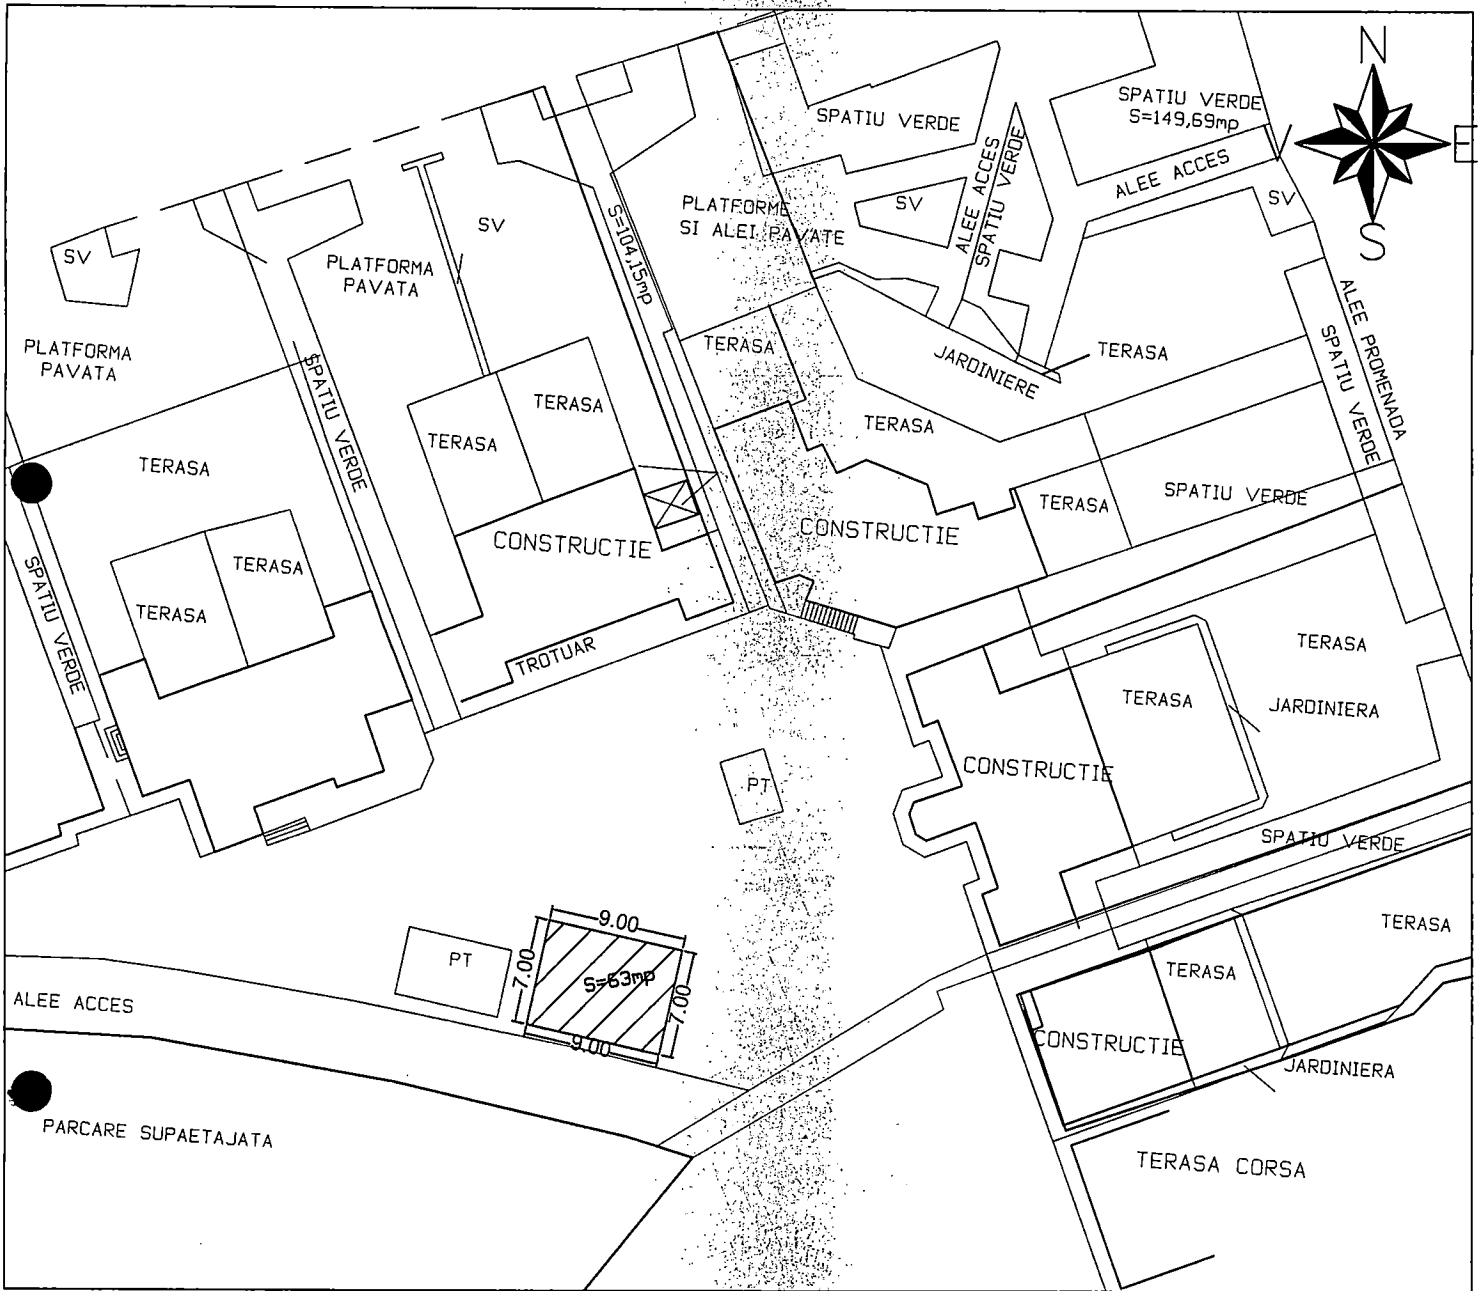 N
E
S
SPATIU VERDE
S=149,69mp
SPATIU VERDE
ALEE ACCES
SPATIU VERDE
ALEE ACCES
SV
SV
SV
SV
S=104,15mp
PLATFORME
SI ALEI PAVATE
PLATFORMA
PAVATA
PLATFORMA
PAVATA
ALEE PROMENADA
SPATIU VERDE
TERASA
JARDINIERE
TERASA
TERASA
SPATIU VERDE
TERASA
TERASA
TERASA
TERASA
SPATIU VERDE
TERASA
CONSTRUCTIE
CONSTRUCTIE
TERASA
TERASA
SPATIU VERDE
TROTUAR
TERASA
TERASA
JARDINIERA
CONSTRUCTIE
PT
SPATIU VERDE
TERASA
9.00
PT
7.00
S=63mp
7.00
9.00
TERASA
ALEE ACCES
CONSTRUCTIE
JARDINIERA
PARCARE SUPAETAJATA
TERASA CORSA